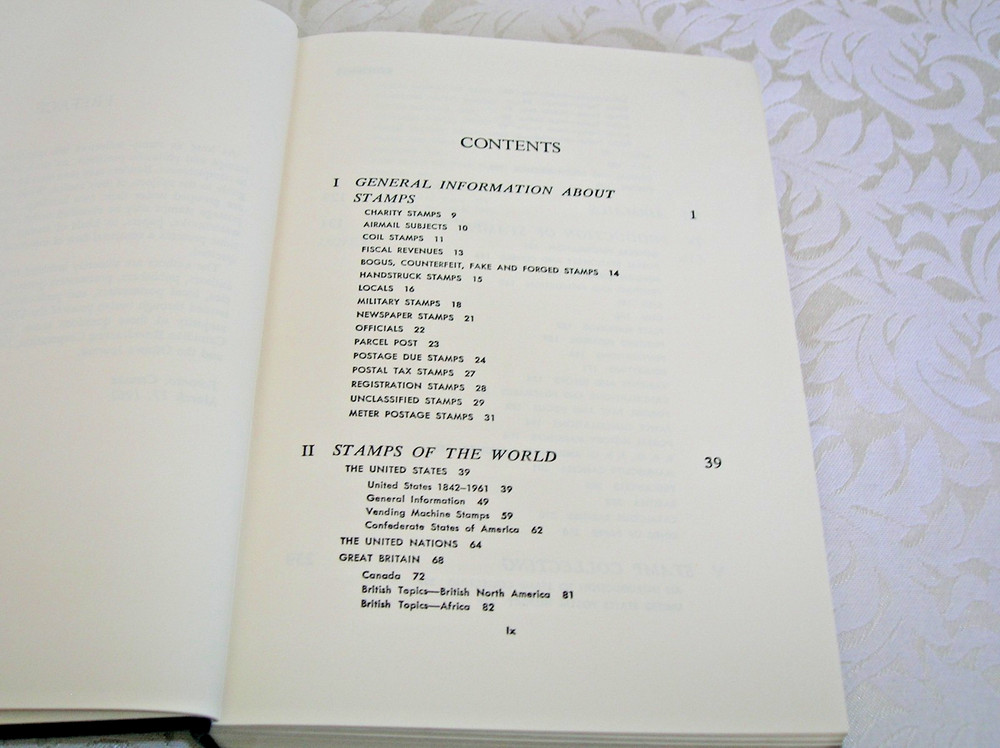 CONTENTS
I GENERAL INFORMATION ABOUT
STAMPS 1
CHARITY STAMPS 9
AIRMAIL SUBJECTS 10
COIL STAMPS 11
FISCAL REVENUES 13
BOGUS, COUNTERFEIT, FAKE AND FORGED STAMPS 14
HANDSTRUCK STAMPS 15
LOCALS 16
MILITARY STAMPS 18
NEWSPAPER STAMPS 21
OFFICIALS 22
PARCEL POST 23
POSTAGE DUE STAMPS 24
POSTAL TAX STAMPS 27
REGISTRATION STAMPS 28
UNCLASSIFIED STAMPS 29
METER POSTAGE STAMPS 31
II STAMPS OF THE WORLD 39
THE UNITED STATES 39
United States 1842–1961 39
General Information 49
Vending Machine Stamps 59
Confederate States of America 62
THE UNITED NATIONS 64
GREAT BRITAIN 68
Canada 72
British Topics—British North America 81
British Topics—Africa 82
ix